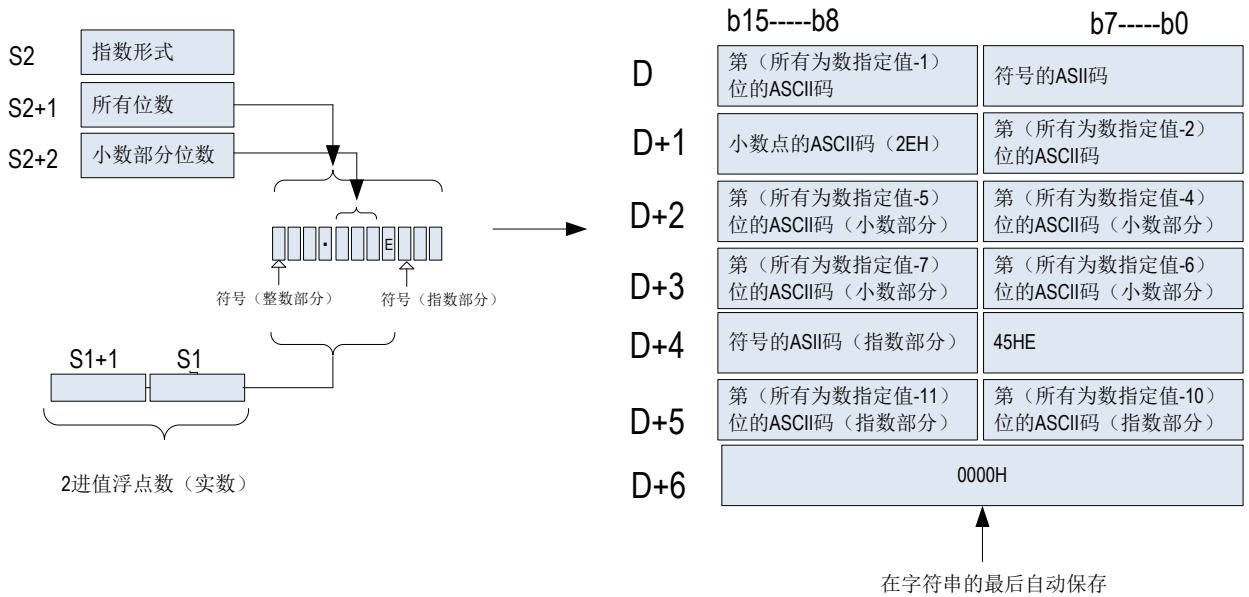 S2
指数形式
S2+1
所有位数
S2+2
小数部分位数
.
E
符号（整数部分）
符号（指数部分）
S1+1
S1
2进值浮点数（实数）
b15-----b8
b7-----b0
D
第（所有为数指定值-1）
位的ASCII码
符号的ASII码
D+1
小数点的ASCII码（2EH）
第（所有为数指定值-2）
位的ASCII码
D+2
第（所有为数指定值-5）
位的ASCII码（小数部分）
第（所有为数指定值-4）
位的ASCII码（小数部分）
D+3
第（所有为数指定值-7）
位的ASCII码（小数部分）
第（所有为数指定值-6）
位的ASCII码（小数部分）
D+4
符号的ASII码（指数部分）
45HE
D+5
第（所有为数指定值-11）
位的ASCII码（指数部分）
第（所有为数指定值-10）
位的ASCII码（指数部分）
D+6
0000H
在字符串的最后自动保存